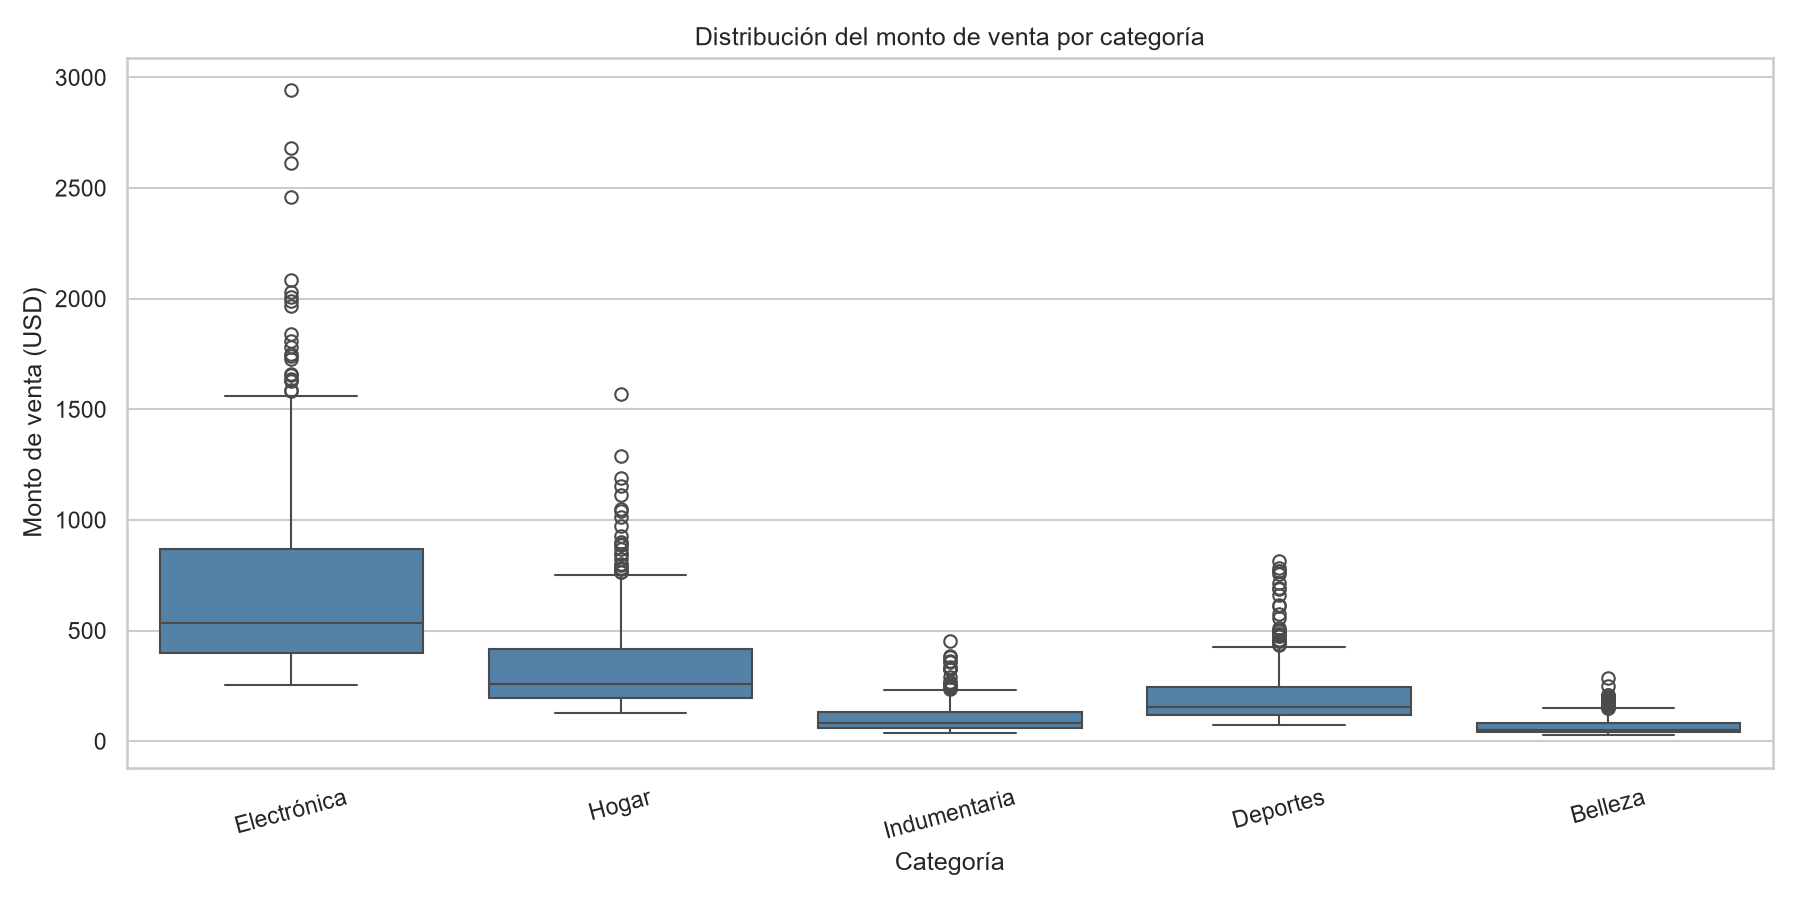 Distribución del monto de venta por categoría
Monto de venta (USD)
3000
2500
2000
1500
1000
500
0
Electrónica
Hogar
Indumentaria
Deportes
Belleza
Categoría